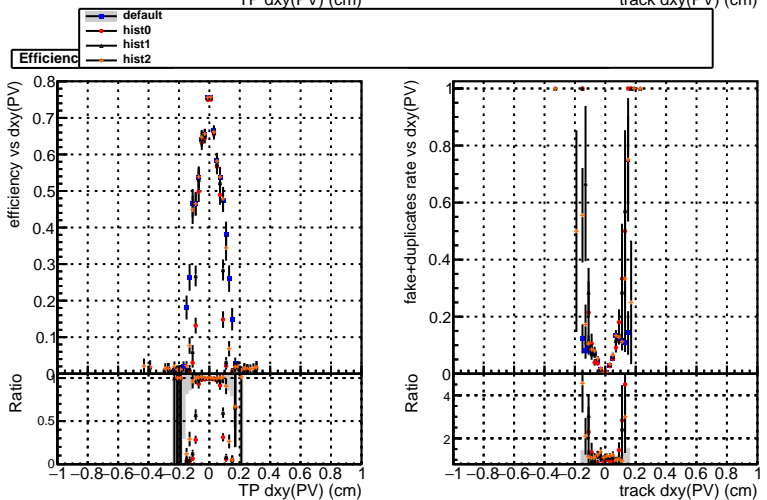 TP dxy(PV) (cm) track dxy(PV) (cm)
default
hist0
hist1
hist2
Efficienc
efficiency vs dxy(PV)
0.8
0.7
0.6
0.5
0.4
0.3
0.2
0.1
0
Ratio
1
0.5
0
−1 −0.8 −0.6 −0.4 −0.2 0 0.2 0.4 0.6 0.8 1
TP dxy(PV) (cm)
fake+duplicates rate vs dxy(PV)
1
0.8
0.6
0.4
0.2
0
Ratio
4
2
−1 −0.8 −0.6 −0.4 −0.2 0 0.2 0.4 0.6 0.8 1
track dxy(PV) (cm)